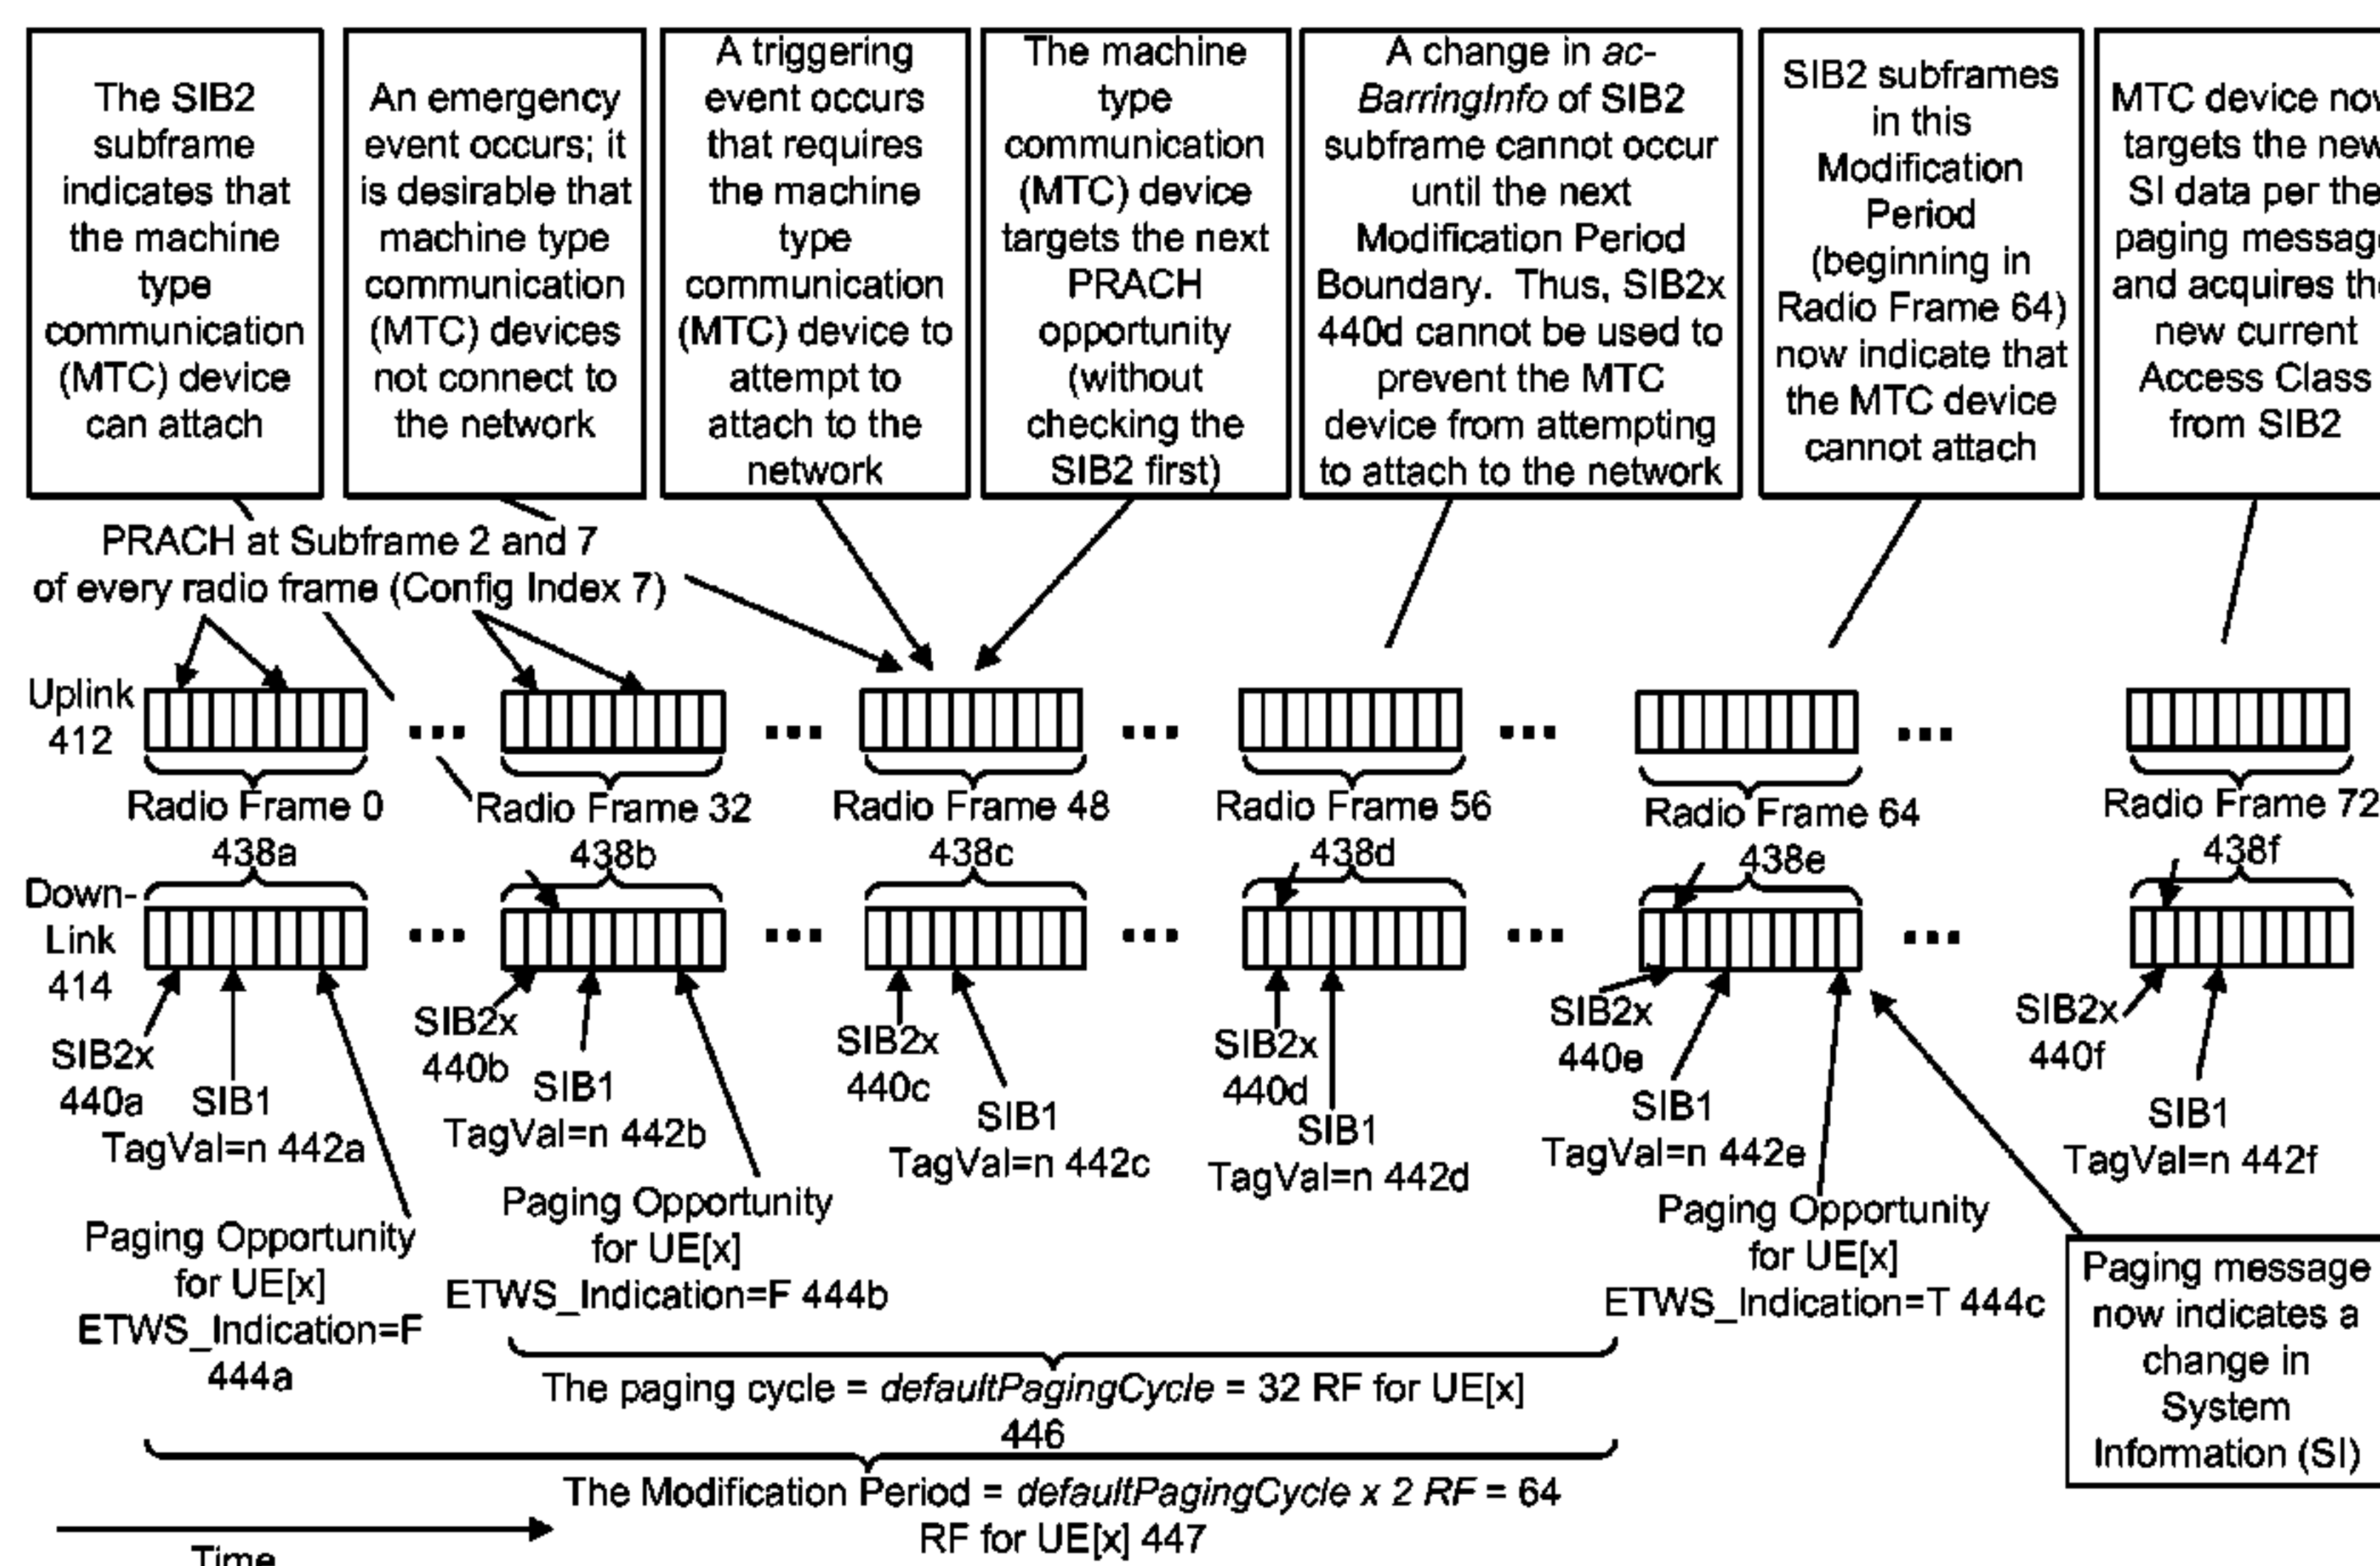 The SIB2
subframe
indicates that
the machine
type
communication
(MTC) device
can attach
An emergency
event occurs; it
is desirable that
machine type
communication
(MTC) devices
not connect to
the network
A triggering
event occurs
that requires
the machine
type
communication
(MTC) device to
attempt to
attach to the
network
The machine
type
communication
(MTC) device
targets the next
PRACH
opportunity
(without
checking the
SIB2 first)
A change in ac-
BarringInfo of SIB2
subframe cannot occur
until the next
Modification Period
Boundary. Thus, SIB2x
440d cannot be used to
prevent the MTC
device from attempting
to attach to the network
SIB2 subframes
in this
Modification
Period
(beginning in
Radio Frame 64)
now indicate that
the MTC device
cannot attach
MTC device now
targets the new
SI data per the
paging message
and acquires the
new current
Access Class
from SIB2
PRACH at Subframe 2 and 7
of every radio frame (Config Index 7)
Uplink
412
Radio Frame 0
438a
Radio Frame 32
438b
Radio Frame 48
438c
Radio Frame 56
438d
Radio Frame 64
438e
Radio Frame 72
438f
Down-
Link
414
SIB2x
440a
SIB1
TagVal=n 442a
SIB2x
440b
SIB1
TagVal=n 442b
SIB2x
440c
SIB1
TagVal=n 442c
SIB2x
440d
SIB1
TagVal=n 442d
SIB2x
440e
SIB1
TagVal=n 442e
SIB2x
440f
SIB1
TagVal=n 442f
Paging Opportunity
for UE[x]
ETWS_Indication=F
444a
Paging Opportunity
for UE[x]
ETWS_Indication=F 444b
Paging Opportunity
for UE[x]
ETWS_Indication=T 444c
Paging message
now indicates a
change in
System
Information (SI)
The paging cycle = defaultPagingCycle = 32 RF for UE[x]
446
The Modification Period = defaultPagingCycle x 2 RF = 64
RF for UE[x] 447
Time